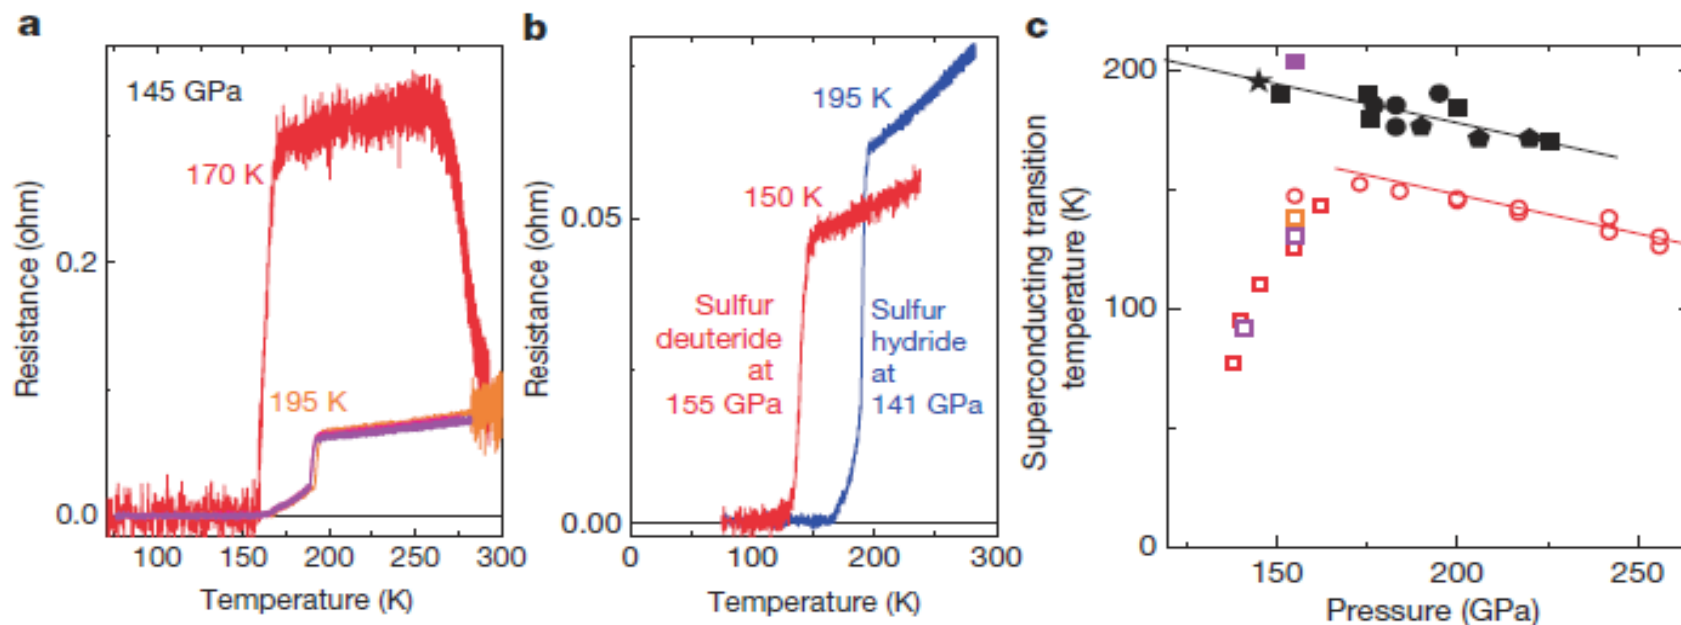 a
145 GPa
170 K
195 K
0.2
0.0
Resistance (ohm)
100
150
200
250
300
Temperature (K)
b
195 K
150 K
Sulfur
deuteride
at
155 GPa
Sulfur
hydride
at
141 GPa
0.05
0.00
Resistance (ohm)
0
100
200
300
Temperature (K)
c
200
100
0
Superconducting transition
temperature (K)
150
200
250
Pressure (GPa)